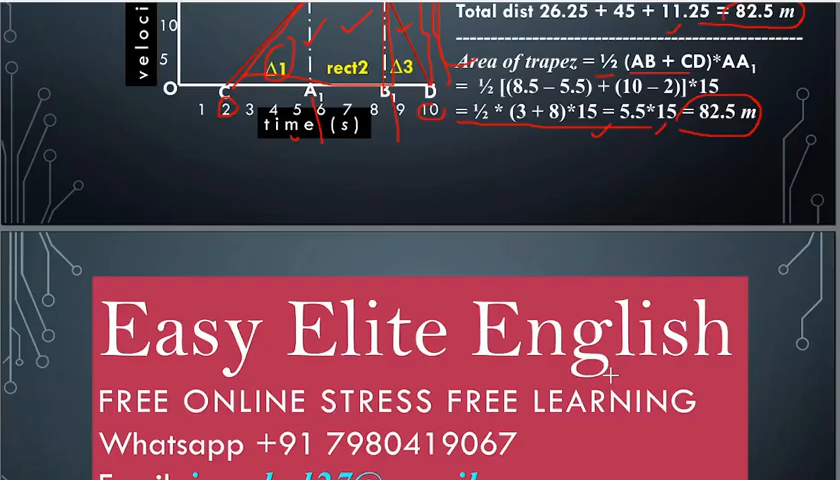 Total dist 26.25 + 45 + 11.25 = 82.5 m
Area of trapez = ½ (AB + CD)*AA1
= ½ [(8.5 – 5.5) + (10 – 2)]*15
= ½ * (3 + 8)*15 = 5.5*15 = 82.5 m
10
5
Δ1 rect2 Δ3
O C A1 B1 D
1 2 3 4 5 6 7 8 9 10
time (s)
Easy Elite English
FREE ONLINE STRESS FREE LEARNING
Whatsapp +91 7980419067